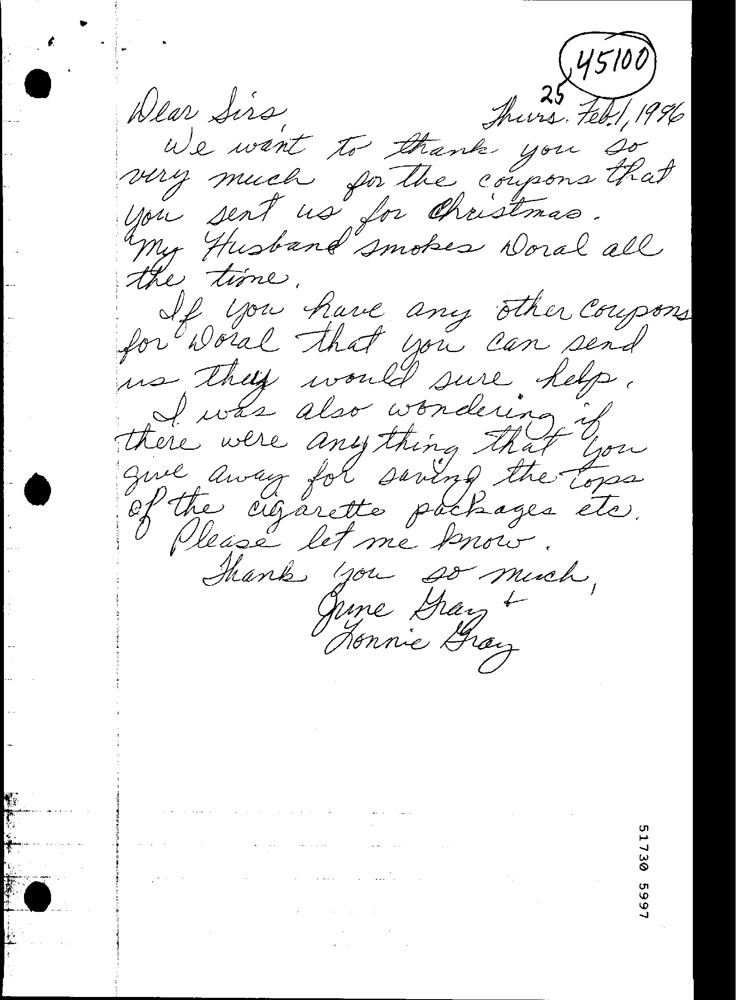 45100
25
Dear Sirs, Thurs. Feb. 1, 1996
We want to thank you so
very much for the coupons that
you sent us for Christmas.
My Husband smokes Doral all
the time.
If you have any other coupons
for Doral that you can send
us they would sure help.
I was also wondering if
there were any thing that you
give away for saving the tops
of the cigarette packages etc.
Please let me know.
Thank you so much,
June Gray &
Lonnie Gray
51730 5997